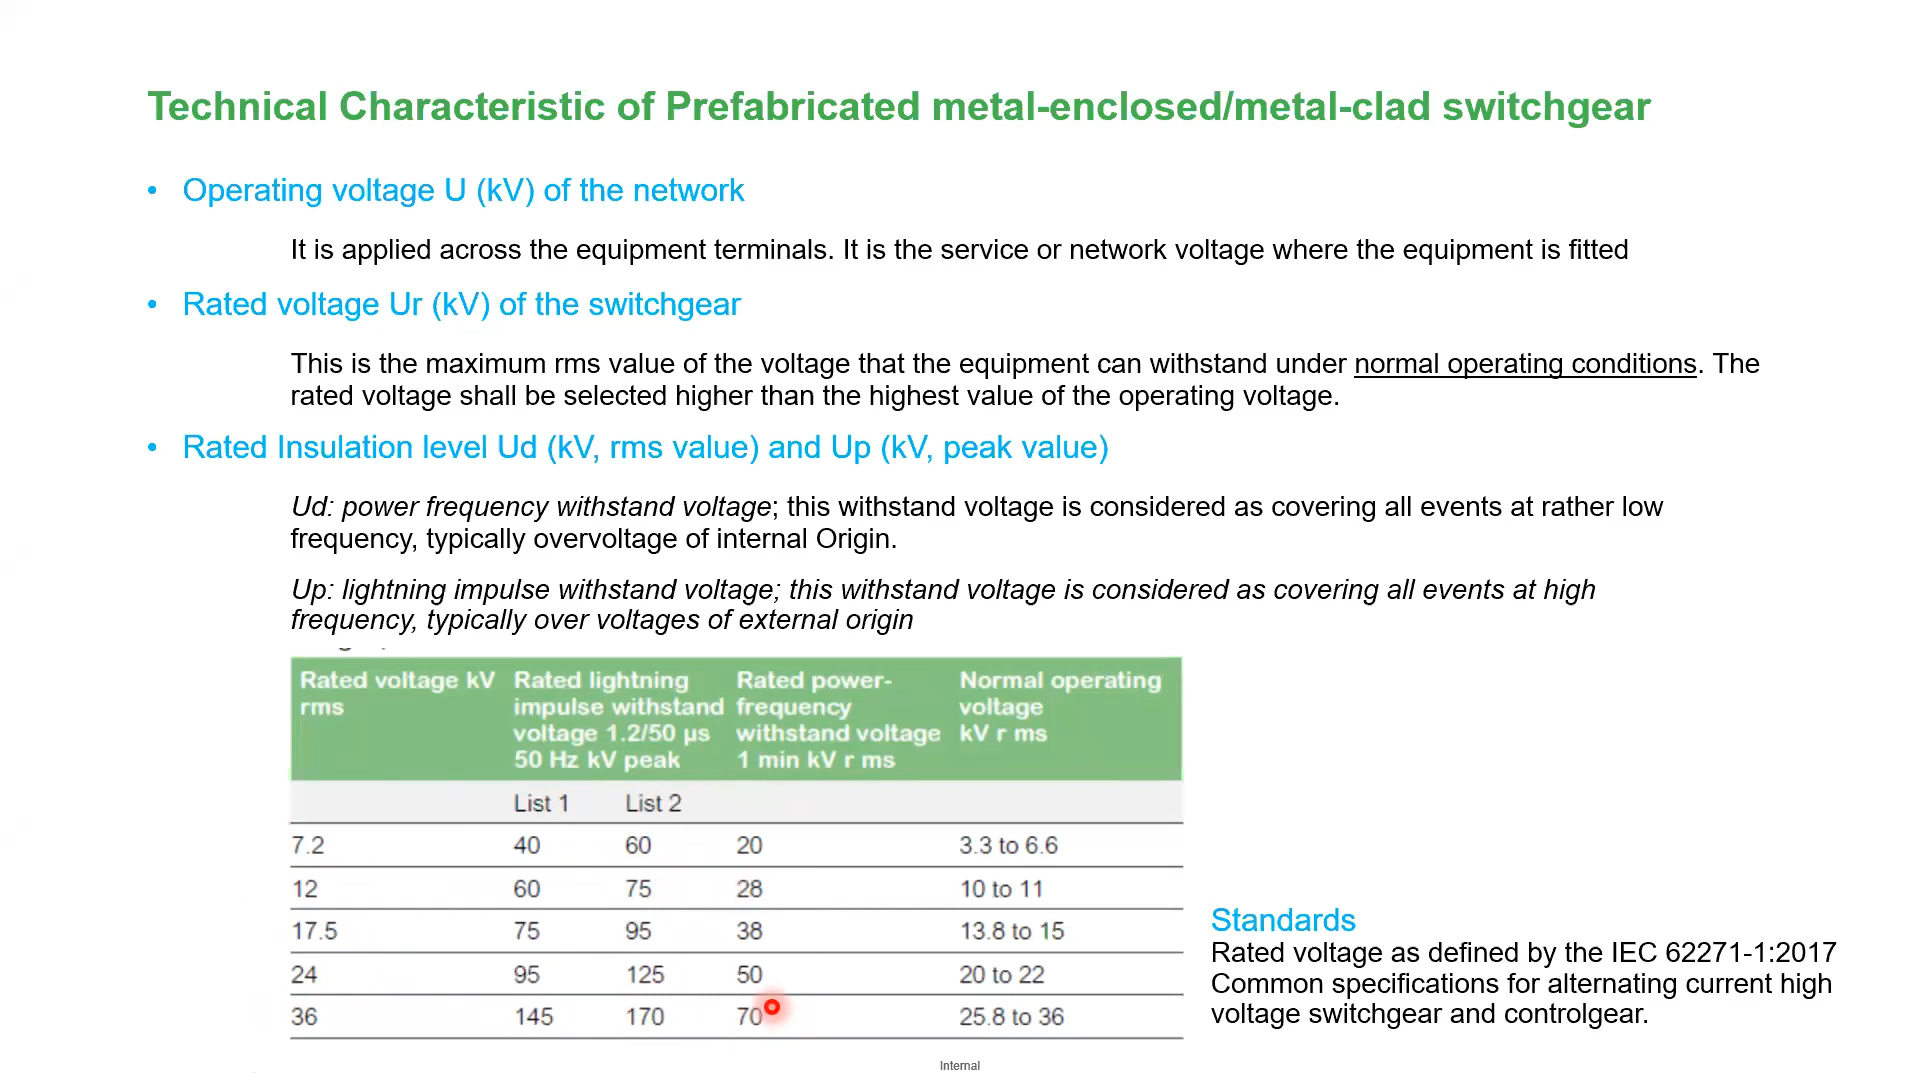 Technical Characteristic of Prefabricated metal-enclosed/metal-clad switchgear
• Operating voltage U (kV) of the network
It is applied across the equipment terminals. It is the service or network voltage where the equipment is fitted
• Rated voltage Ur (kV) of the switchgear
This is the maximum rms value of the voltage that the equipment can withstand under normal operating conditions. The
rated voltage shall be selected higher than the highest value of the operating voltage.
• Rated Insulation level Ud (kV, rms value) and Up (kV, peak value)
Ud: power frequency withstand voltage; this withstand voltage is considered as covering all events at rather low
frequency, typically overvoltage of internal Origin.
Up: lightning impulse withstand voltage; this withstand voltage is considered as covering all events at high
frequency, typically over voltages of external origin
Rated voltage kV Rated lightning Rated power- Normal operating
rms impulse withstand frequency voltage
voltage 1.2/50 µs withstand voltage kV r ms
50 Hz kV peak 1 min kV r ms
List 1 List 2
7.2 40 60 20 3.3 to 6.6
12 60 75 28 10 to 11
17.5 75 95 38 13.8 to 15
24 95 125 50 20 to 22
36 145 170 70 25.8 to 36
Standards
Rated voltage as defined by the IEC 62271-1:2017
Common specifications for alternating current high
voltage switchgear and controlgear.
Internal